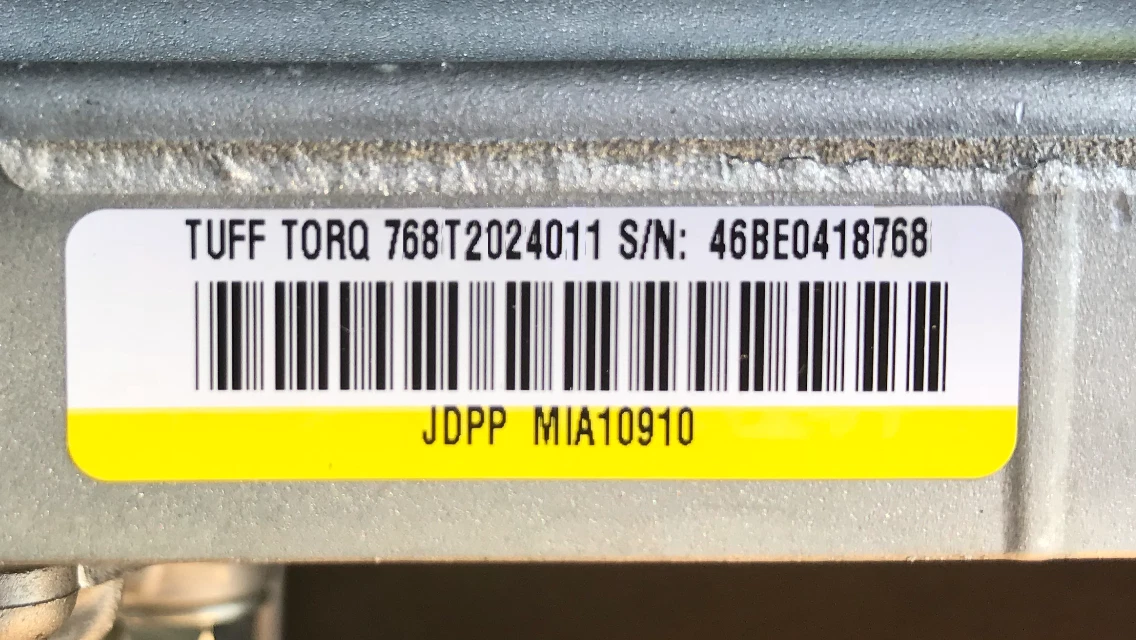 TUFF TORQ 768T2024011 S/N: 46BE0418768
JDPP MIA10910